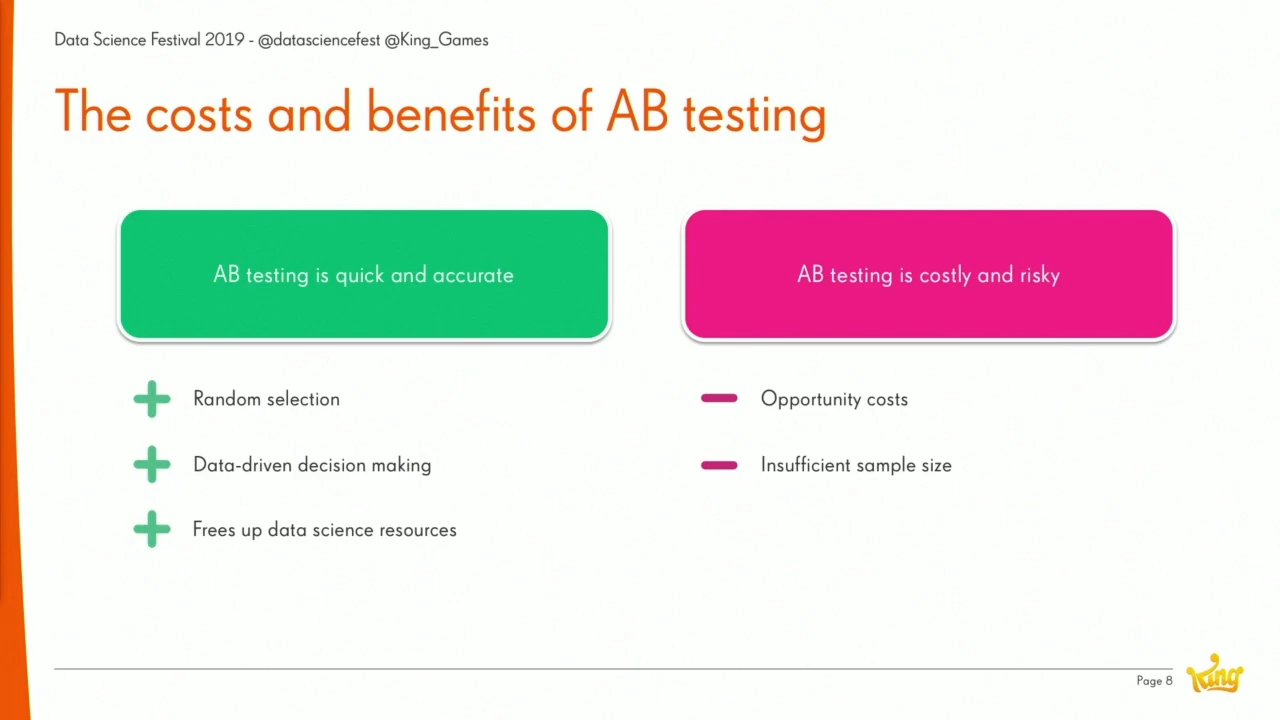 Data Science Festival 2019 - @datasciencefest @King_Games
The costs and benefits of AB testing
AB testing is quick and accurate
Random selection
Data-driven decision making
Frees up data science resources
AB testing is costly and risky
Opportunity costs
Insufficient sample size
Page 8
King